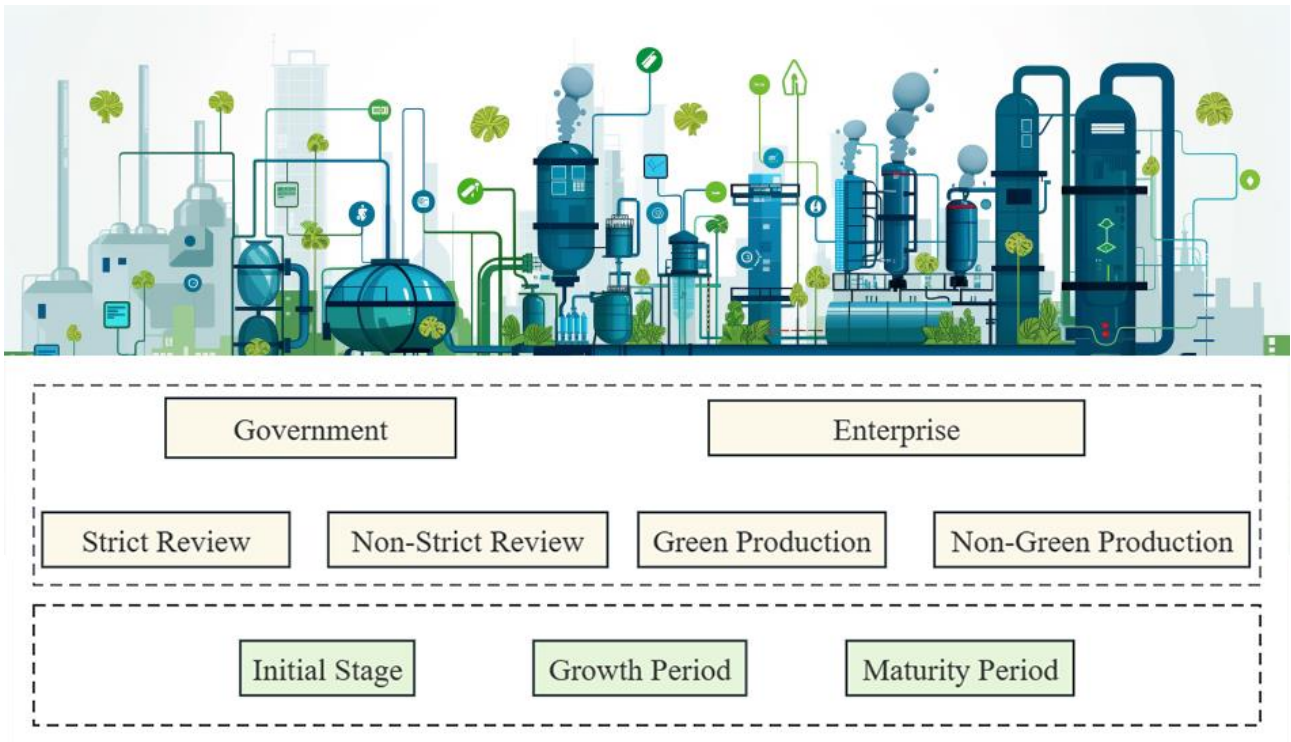 Government
Enterprise
Strict Review
Non-Strict Review
Green Production
Non-Green Production
Initial Stage
Growth Period
Maturity Period